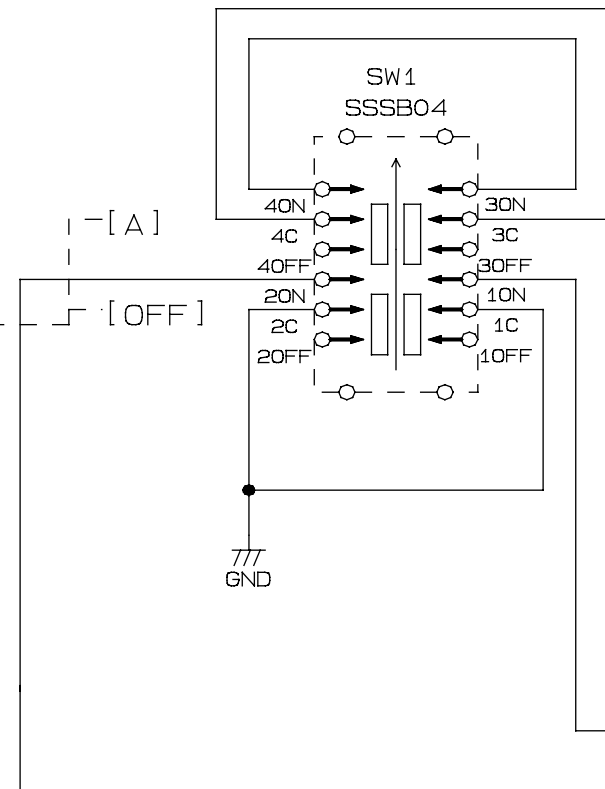 SW1
SSSB04
4ON 3ON
[A] 4C 3C
4OFF 3OFF
2ON 1ON
[OFF] 2C 1C
2OFF 1OFF
GND